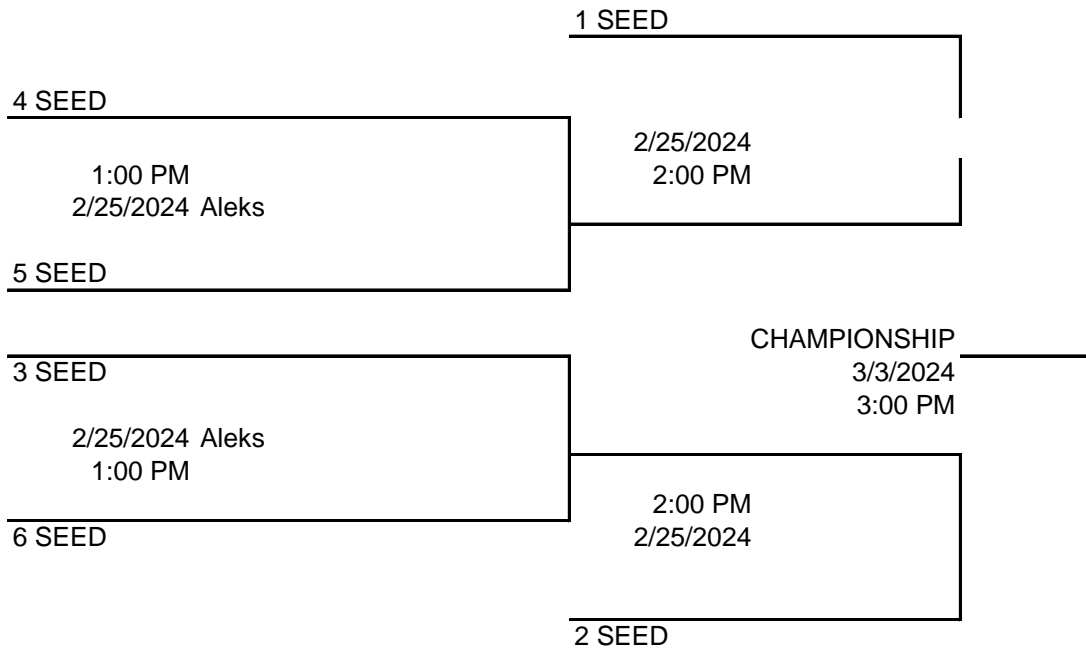 1 SEED
4 SEED
2/25/2024
1:00 PM
2:00 PM
2/25/2024 Aleks
5 SEED
CHAMPIONSHIP
3 SEED
3/3/2024
3:00 PM
2/25/2024 Aleks
1:00 PM
2:00 PM
6 SEED
2/25/2024
2 SEED